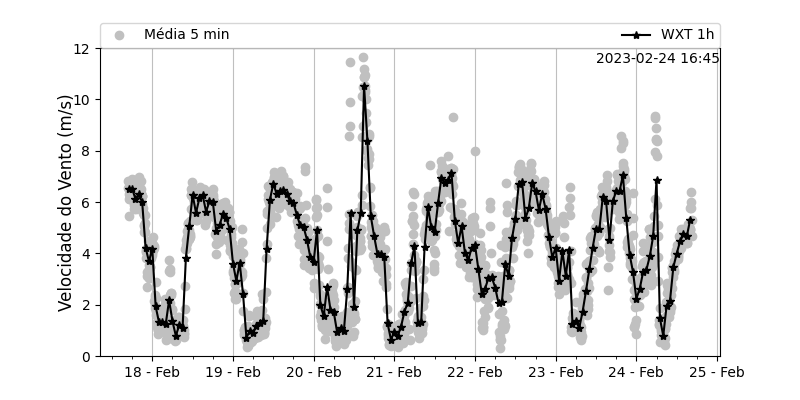 Média 5 min
WXT 1h
2023-02-24 16:45
Velocidade do Vento (m/s)
12
10
8
6
4
2
0
18 - Feb
19 - Feb
20 - Feb
21 - Feb
22 - Feb
23 - Feb
24 - Feb
25 - Feb